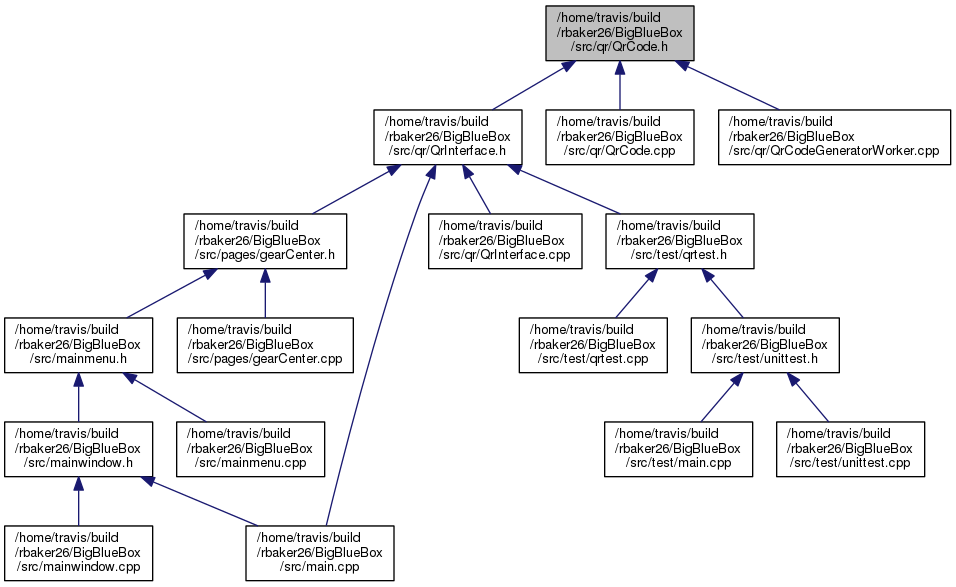 /home/travis/build
/rbaker26/BigBlueBox
/src/qr/QrCode.h
/home/travis/build
/rbaker26/BigBlueBox
/src/qr/QrInterface.h
/home/travis/build
/rbaker26/BigBlueBox
/src/qr/QrCode.cpp
/home/travis/build
/rbaker26/BigBlueBox
/src/qr/QrCodeGeneratorWorker.cpp
/home/travis/build
/rbaker26/BigBlueBox
/src/pages/gearCenter.h
/home/travis/build
/rbaker26/BigBlueBox
/src/qr/QrInterface.cpp
/home/travis/build
/rbaker26/BigBlueBox
/src/test/qrtest.h
/home/travis/build
/rbaker26/BigBlueBox
/src/mainmenu.h
/home/travis/build
/rbaker26/BigBlueBox
/src/pages/gearCenter.cpp
/home/travis/build
/rbaker26/BigBlueBox
/src/test/qrtest.cpp
/home/travis/build
/rbaker26/BigBlueBox
/src/test/unittest.h
/home/travis/build
/rbaker26/BigBlueBox
/src/mainwindow.h
/home/travis/build
/rbaker26/BigBlueBox
/src/mainmenu.cpp
/home/travis/build
/rbaker26/BigBlueBox
/src/test/main.cpp
/home/travis/build
/rbaker26/BigBlueBox
/src/test/unittest.cpp
/home/travis/build
/rbaker26/BigBlueBox
/src/mainwindow.cpp
/home/travis/build
/rbaker26/BigBlueBox
/src/main.cpp